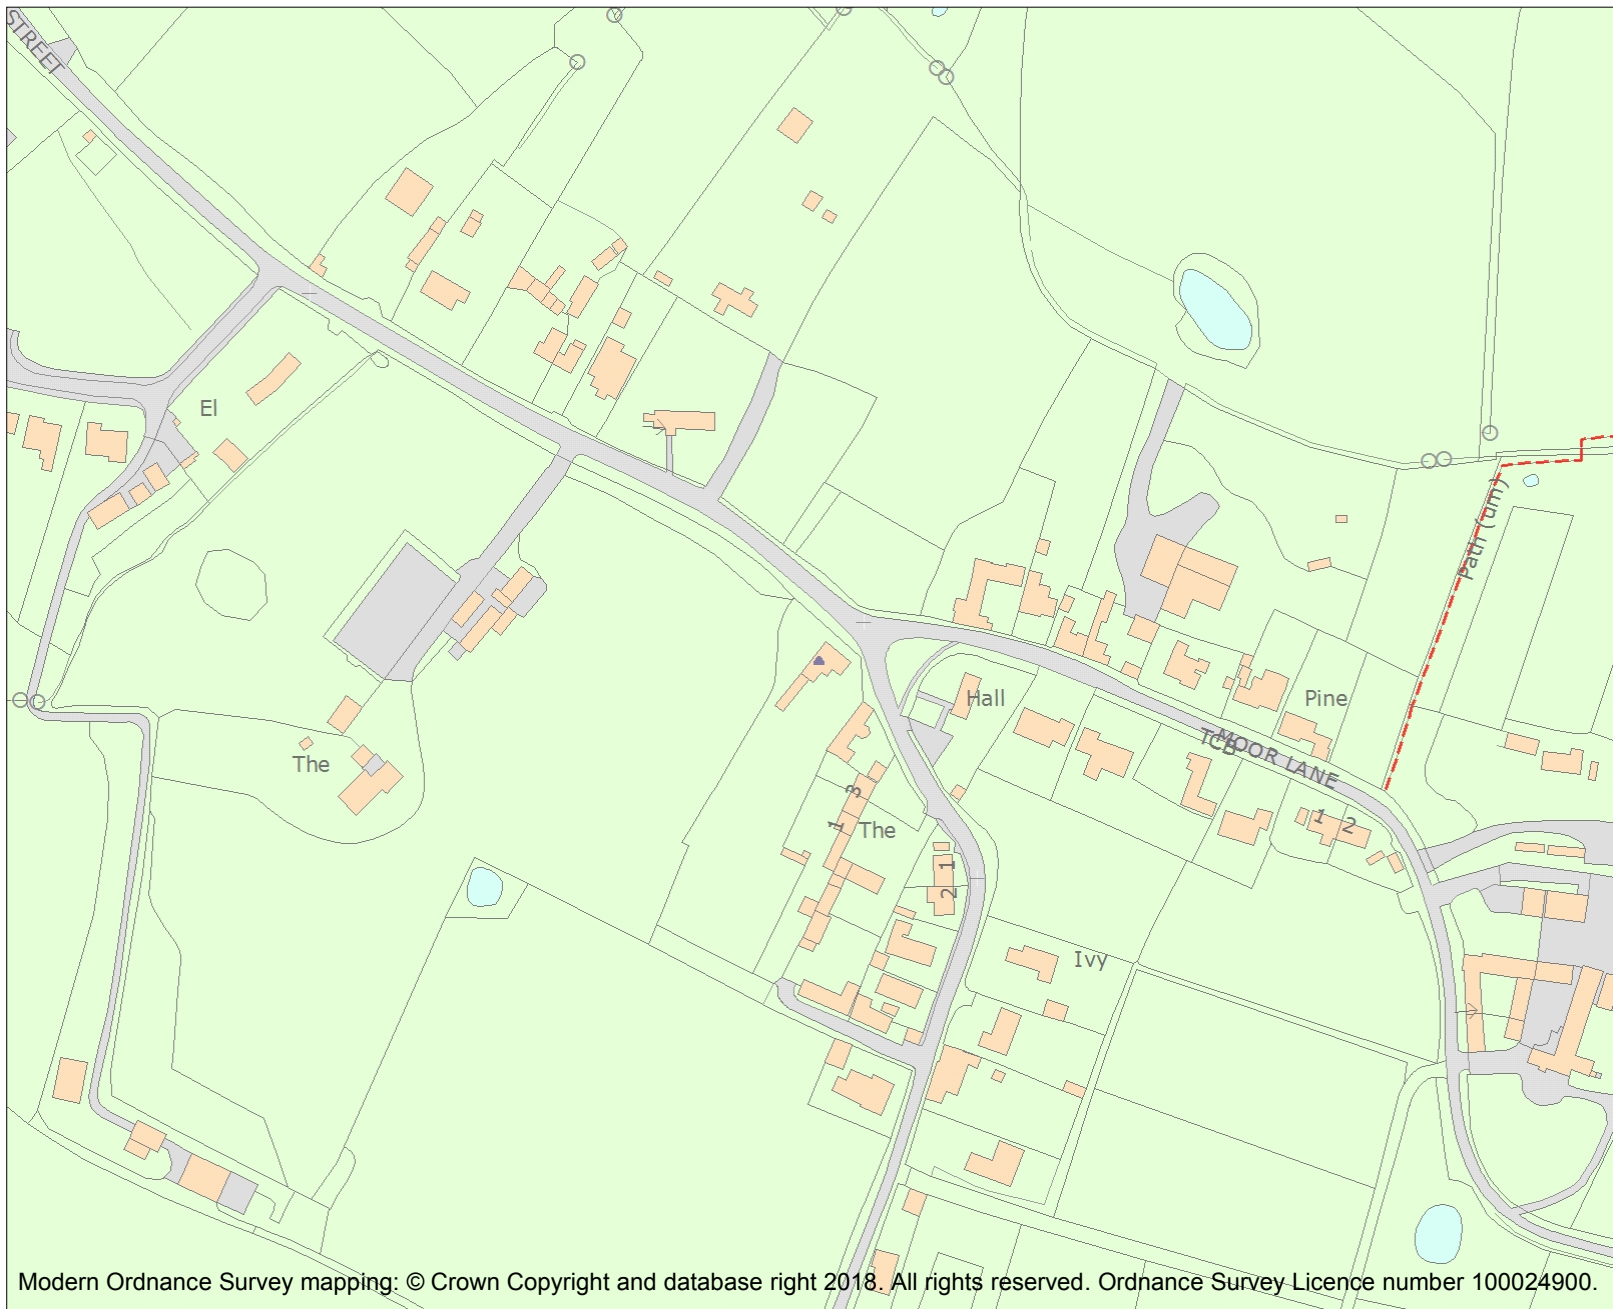 STREET
El
Path (um)
Hall
Pine
TCB
MOOR LANE
The
3
1
The
1 2
1
2
Ivy
Modern Ordnance Survey mapping: © Crown Copyright and database right 2018. All rights reserved. Ordnance Survey Licence number 100024900.